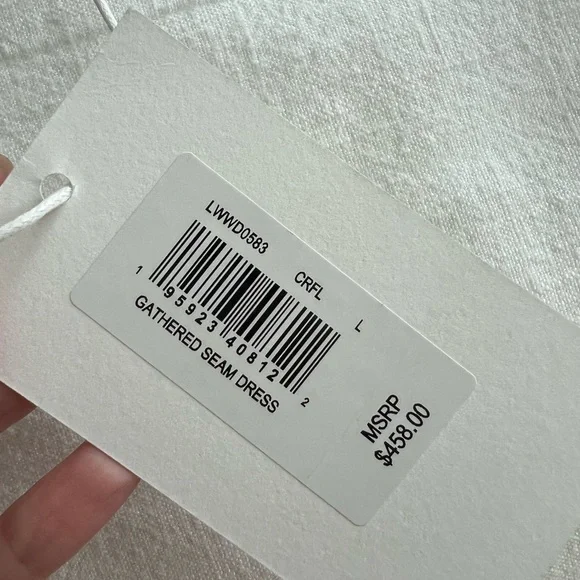 LWWD0583 CRFL L
1 95923 40812 2
GATHERED SEAM DRESS
MSRP
$458.00